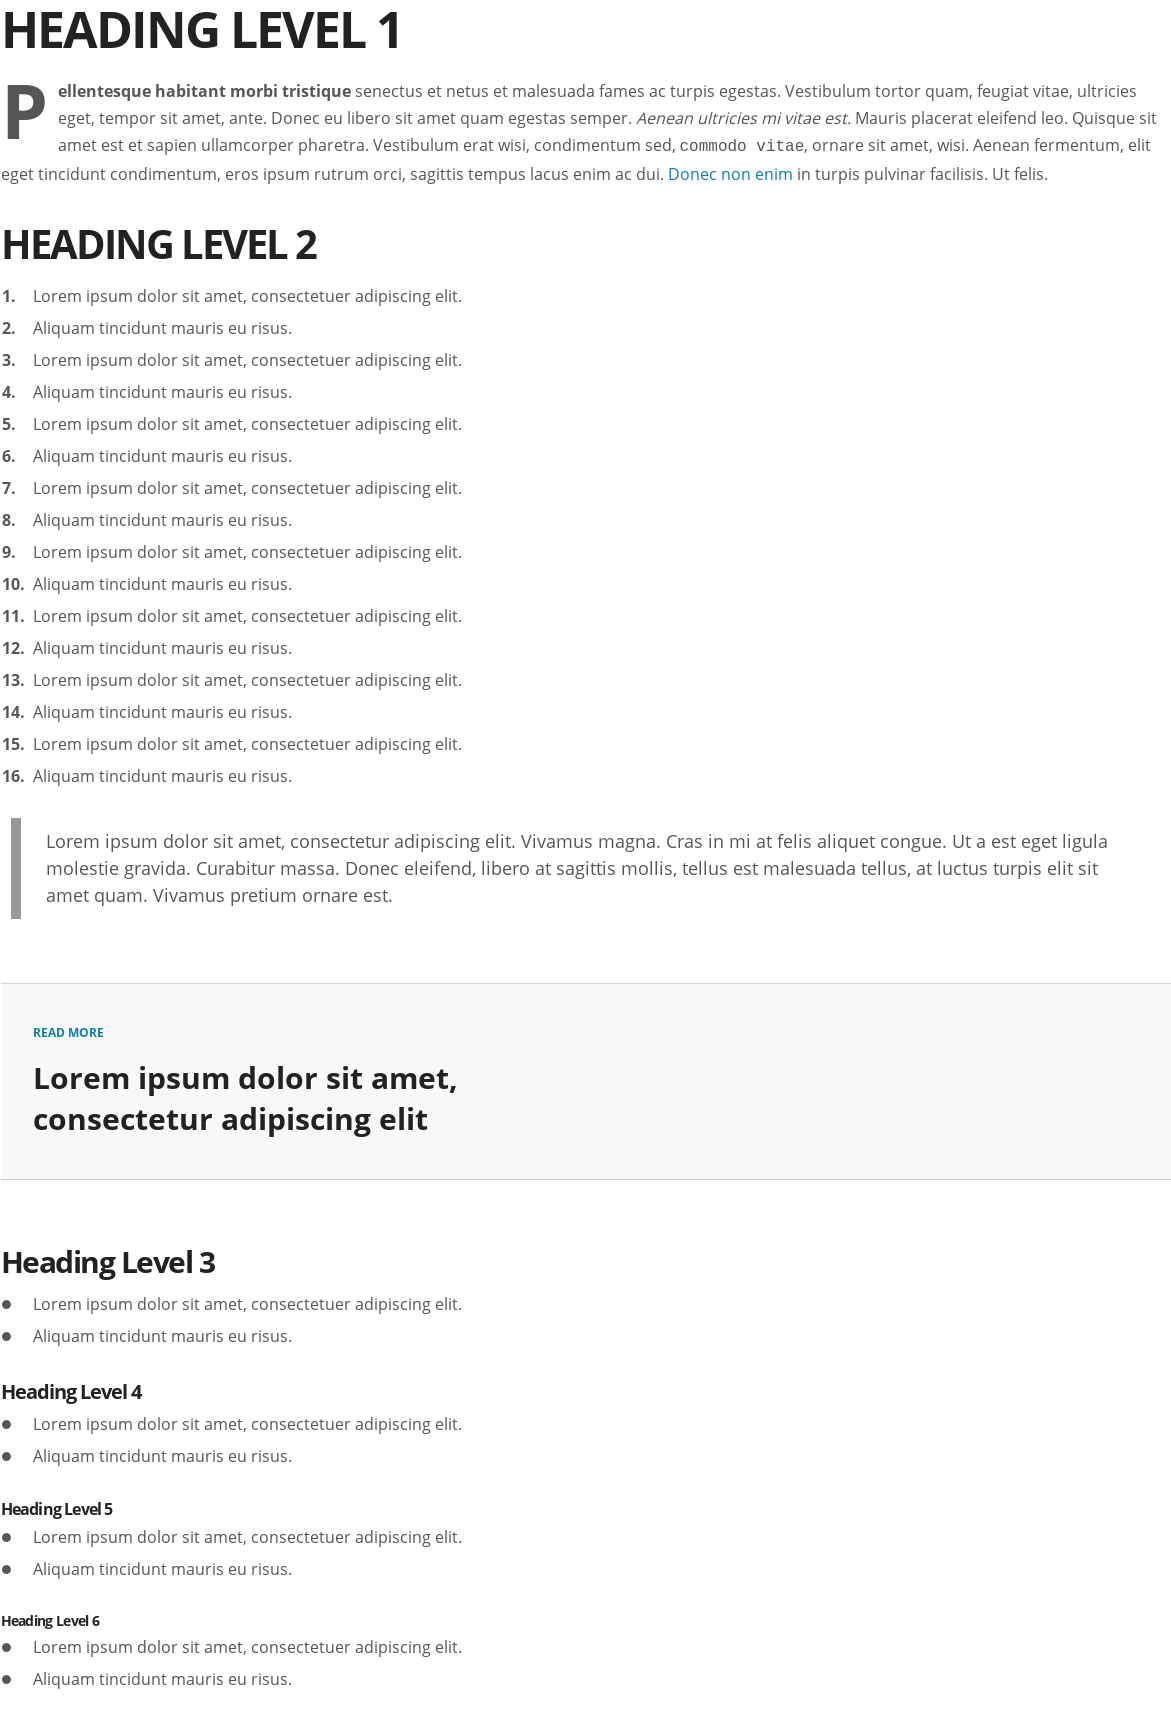 HEADING LEVEL 1
Pellentesque habitant morbi tristique senectus et netus et malesuada fames ac turpis egestas. Vestibulum tortor quam, feugiat vitae, ultricies
eget, tempor sit amet, ante. Donec eu libero sit amet quam egestas semper. Aenean ultricies mi vitae est. Mauris placerat eleifend leo. Quisque sit
amet est et sapien ullamcorper pharetra. Vestibulum erat wisi, condimentum sed, commodo vitae, ornare sit amet, wisi. Aenean fermentum, elit
eget tincidunt condimentum, eros ipsum rutrum orci, sagittis tempus lacus enim ac dui. Donec non enim in turpis pulvinar facilisis. Ut felis.
HEADING LEVEL 2
1. Lorem ipsum dolor sit amet, consectetuer adipiscing elit.
2. Aliquam tincidunt mauris eu risus.
3. Lorem ipsum dolor sit amet, consectetuer adipiscing elit.
4. Aliquam tincidunt mauris eu risus.
5. Lorem ipsum dolor sit amet, consectetuer adipiscing elit.
6. Aliquam tincidunt mauris eu risus.
7. Lorem ipsum dolor sit amet, consectetuer adipiscing elit.
8. Aliquam tincidunt mauris eu risus.
9. Lorem ipsum dolor sit amet, consectetuer adipiscing elit.
10. Aliquam tincidunt mauris eu risus.
11. Lorem ipsum dolor sit amet, consectetuer adipiscing elit.
12. Aliquam tincidunt mauris eu risus.
13. Lorem ipsum dolor sit amet, consectetuer adipiscing elit.
14. Aliquam tincidunt mauris eu risus.
15. Lorem ipsum dolor sit amet, consectetuer adipiscing elit.
16. Aliquam tincidunt mauris eu risus.
Lorem ipsum dolor sit amet, consectetur adipiscing elit. Vivamus magna. Cras in mi at felis aliquet congue. Ut a est eget ligula
molestie gravida. Curabitur massa. Donec eleifend, libero at sagittis mollis, tellus est malesuada tellus, at luctus turpis elit sit
amet quam. Vivamus pretium ornare est.
READ MORE
Lorem ipsum dolor sit amet,
consectetur adipiscing elit
Heading Level 3
● Lorem ipsum dolor sit amet, consectetuer adipiscing elit.
● Aliquam tincidunt mauris eu risus.
Heading Level 4
● Lorem ipsum dolor sit amet, consectetuer adipiscing elit.
● Aliquam tincidunt mauris eu risus.
Heading Level 5
● Lorem ipsum dolor sit amet, consectetuer adipiscing elit.
● Aliquam tincidunt mauris eu risus.
Heading Level 6
● Lorem ipsum dolor sit amet, consectetuer adipiscing elit.
● Aliquam tincidunt mauris eu risus.